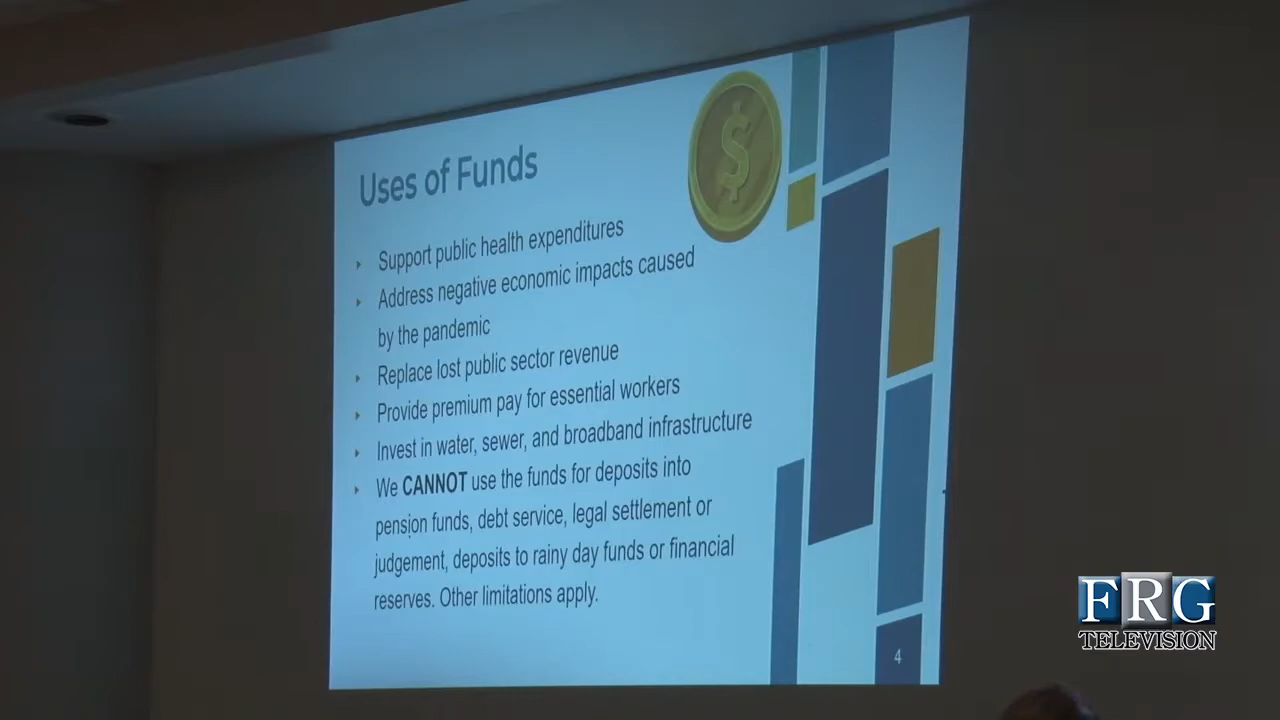 Uses of Funds
Support public health expenditures
Address negative economic impacts caused
by the pandemic
Replace lost public sector revenue
Provide premium pay for essential workers
Invest in water, sewer, and broadband infrastructure
We CANNOT use the funds for deposits into
pension funds, debt service, legal settlement or
judgement, deposits to rainy day funds or financial
reserves. Other limitations apply.
4
FRG
TELEVISION